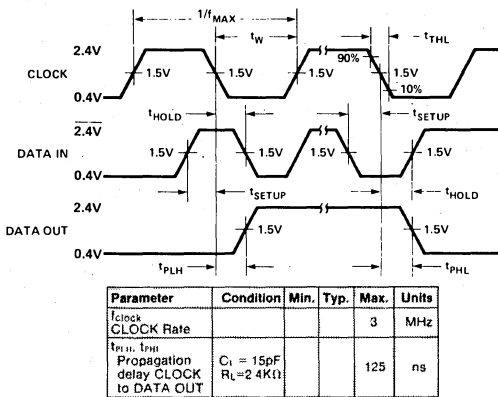 1/fMAX
tW
tTHL
2.4V
90%
CLOCK
1.5V
1.5V
1.5V
1.5V
0.4V
10%
tHOLD
tSETUP
2.4V
DATA IN
1.5V
1.5V
1.5V
1.5V
0.4V
tSETUP
tHOLD
2.4V
DATA OUT
1.5V
1.5V
0.4V
tPLH
tPHL
Parameter Condition Min. Typ. Max. Units
fclock
CLOCK Rate 3 MHz
tPLH, tPHL
Propagation CL = 15pF
delay CLOCK RL=2 4KΩ 125 ns
to DATA OUT